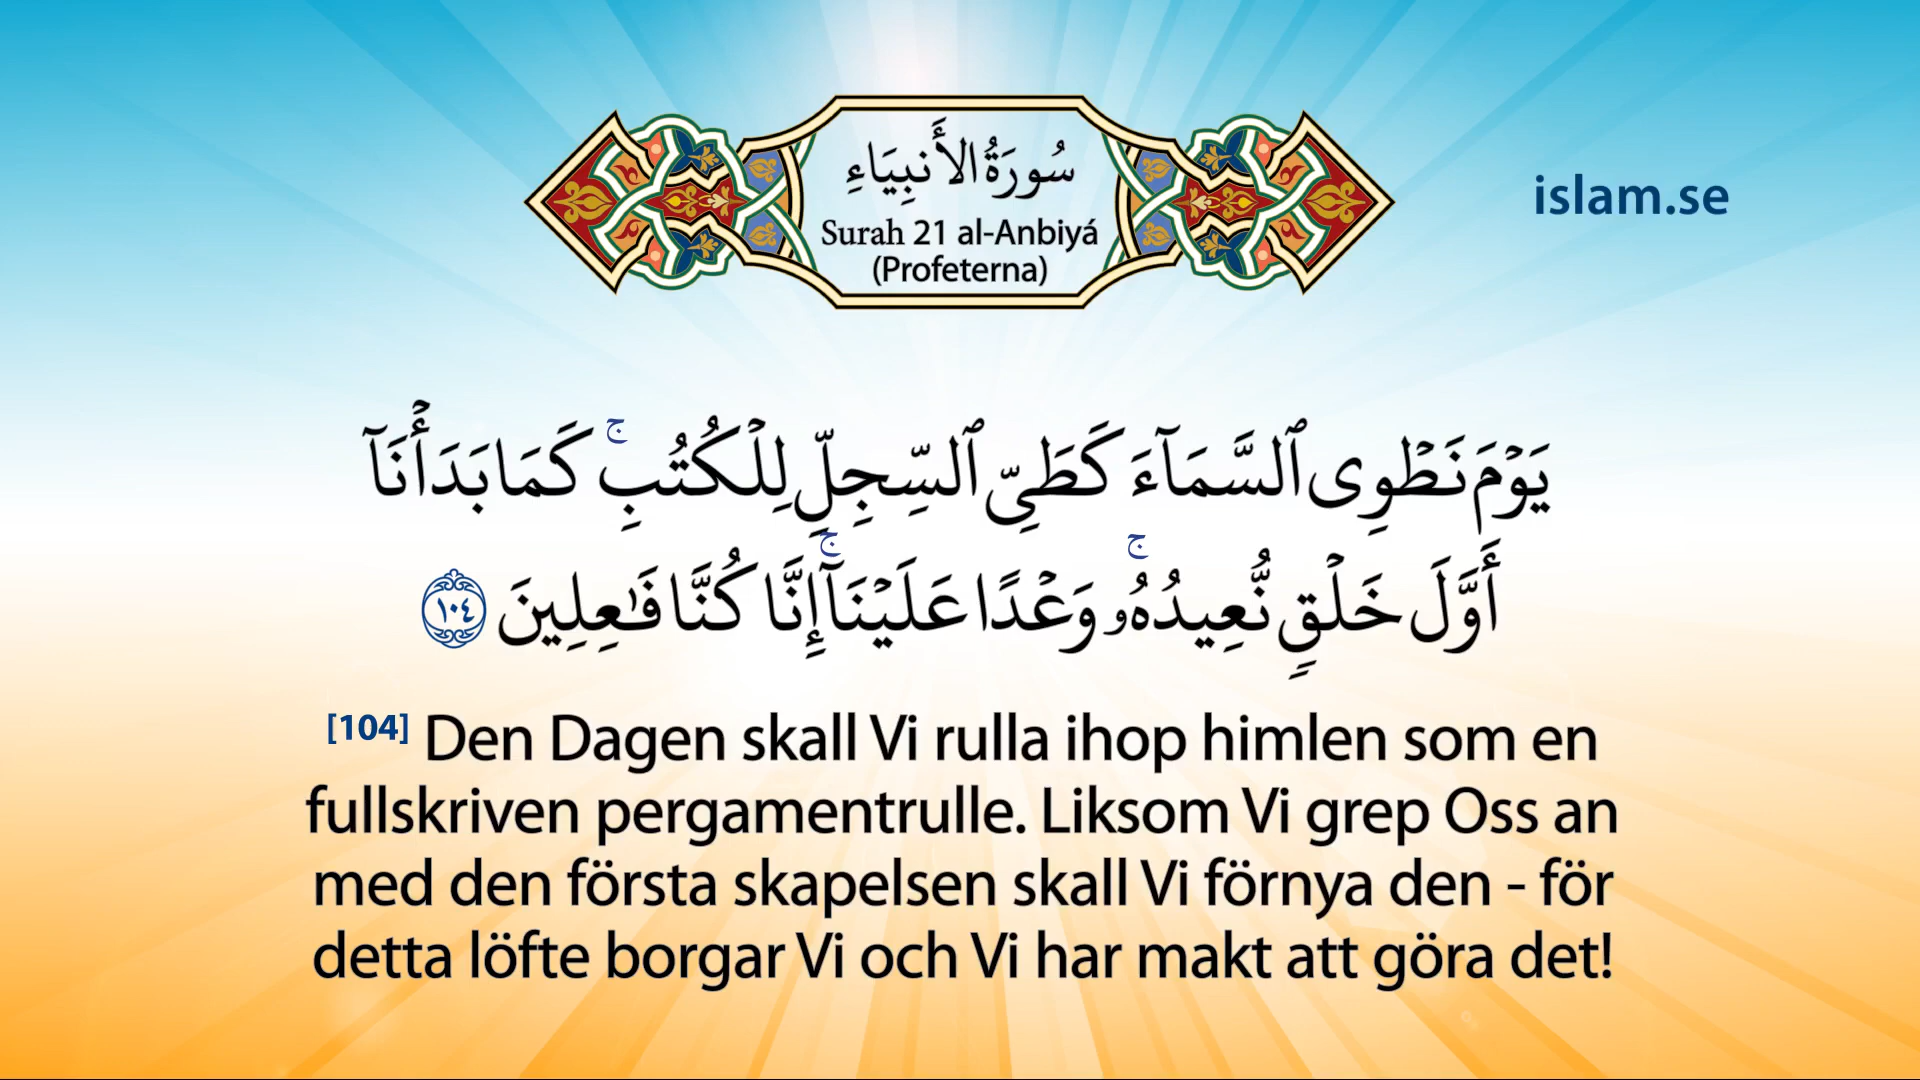 سُورَةُ الأَنبِيَاءِ
Surah 21 al-Anbiyá
(Profeterna)
islam.se
يَوْمَ نَطْوِى ٱلسَّمَآءَ كَطَىِّ ٱلسِّجِلِّ لِلْكُتُبِ ۚ كَمَا بَدَأْنَآ
أَوَّلَ خَلْقٍ نُّعِيدُهُۥ ۚ وَعْدًا عَلَيْنَآ ۚ إِنَّا كُنَّا فَٰعِلِينَ ١٠٤
[104] Den Dagen skall Vi rulla ihop himlen som en
fullskriven pergamentrulle. Liksom Vi grep Oss an
med den första skapelsen skall Vi förnya den - för
detta löfte borgar Vi och Vi har makt att göra det!